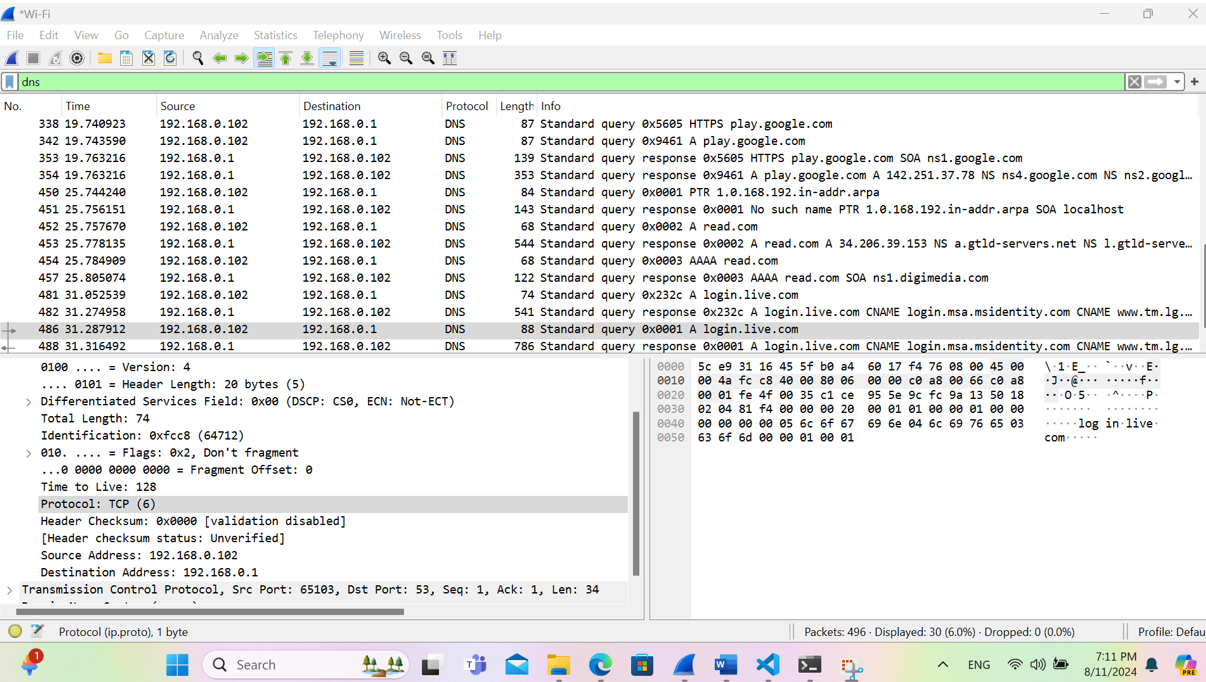 *Wi-Fi
File Edit View Go Capture Analyze Statistics Telephony Wireless Tools Help
dns
No. Time Source Destination Protocol Length Info
338 19.740923 192.168.0.102 192.168.0.1 DNS 87 Standard query 0x5605 HTTPS play.google.com
342 19.743590 192.168.0.102 192.168.0.1 DNS 87 Standard query 0x9461 A play.google.com
353 19.763216 192.168.0.1 192.168.0.102 DNS 139 Standard query response 0x5605 HTTPS play.google.com SOA ns1.google.com
354 19.763216 192.168.0.1 192.168.0.102 DNS 353 Standard query response 0x9461 A play.google.com A 142.251.37.78 NS ns4.google.com NS ns2.googl…
450 25.744240 192.168.0.102 192.168.0.1 DNS 84 Standard query 0x0001 PTR 1.0.168.192.in-addr.arpa
451 25.756151 192.168.0.1 192.168.0.102 DNS 143 Standard query response 0x0001 No such name PTR 1.0.168.192.in-addr.arpa SOA localhost
452 25.757670 192.168.0.102 192.168.0.1 DNS 68 Standard query 0x0002 A read.com
453 25.778135 192.168.0.1 192.168.0.102 DNS 544 Standard query response 0x0002 A read.com A 34.206.39.153 NS a.gtld-servers.net NS l.gtld-serve…
454 25.784909 192.168.0.102 192.168.0.1 DNS 68 Standard query 0x0003 AAAA read.com
457 25.805074 192.168.0.1 192.168.0.102 DNS 122 Standard query response 0x0003 AAAA read.com SOA ns1.digimedia.com
481 31.052539 192.168.0.102 192.168.0.1 DNS 74 Standard query 0x232c A login.live.com
482 31.274958 192.168.0.1 192.168.0.102 DNS 541 Standard query response 0x232c A login.live.com CNAME login.msa.msidentity.com CNAME www.tm.lg.…
486 31.287912 192.168.0.102 192.168.0.1 DNS 88 Standard query 0x0001 A login.live.com
488 31.316492 192.168.0.1 192.168.0.102 DNS 786 Standard query response 0x0001 A login.live.com CNAME login.msa.msidentity.com CNAME www.tm.lg.…
0100 .... = Version: 4
.... 0101 = Header Length: 20 bytes (5)
Differentiated Services Field: 0x00 (DSCP: CS0, ECN: Not-ECT)
Total Length: 74
Identification: 0xfcc8 (64712)
010. .... = Flags: 0x2, Don't fragment
...0 0000 0000 0000 = Fragment Offset: 0
Time to Live: 128
Protocol: TCP (6)
Header Checksum: 0x0000 [validation disabled]
[Header checksum status: Unverified]
Source Address: 192.168.0.102
Destination Address: 192.168.0.1
Transmission Control Protocol, Src Port: 65103, Dst Port: 53, Seq: 1, Ack: 1, Len: 34
0000 5c e9 31 16 45 5f b0 a4 60 17 f4 76 08 00 45 00 \·1·E_·· `··v··E·
0010 00 4a fc c8 40 00 80 06 00 00 c0 a8 00 66 c0 a8 ·J··@··· ·····f··
0020 00 01 fe 4f 00 35 c1 ce 95 5e 9c fc 9a 13 50 18 ···O·5·· ·^····P·
0030 02 04 81 f4 00 00 00 20 00 01 01 00 00 01 00 00 ·······  ········
0040 00 00 00 00 05 6c 6f 67 69 6e 04 6c 69 76 65 03 ·····log in·live·
0050 63 6f 6d 00 00 01 00 01 com·····
Protocol (ip.proto), 1 byte
Packets: 496 · Displayed: 30 (6.0%) · Dropped: 0 (0.0%)
Profile: Defau
1
Search
ENG
7:11 PM
8/11/2024
PRE